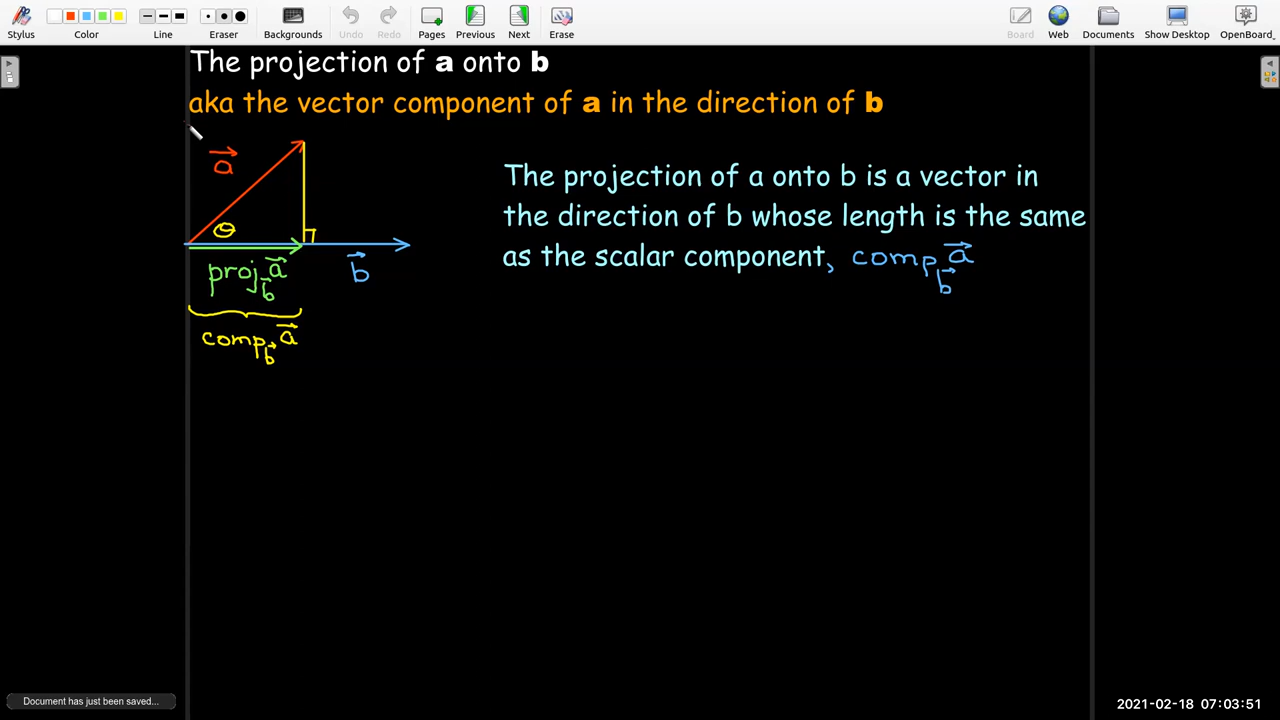 Stylus Color Line Eraser Backgrounds Undo Redo Pages Previous Next Erase Board Web Documents Show Desktop OpenBoard
The projection of a onto b
aka the vector component of a in the direction of b
a
θ
proj b a
b
comp b a
The projection of a onto b is a vector in
the direction of b whose length is the same
as the scalar component, comp b a
Document has just been saved...
2021-02-18 07:03:51